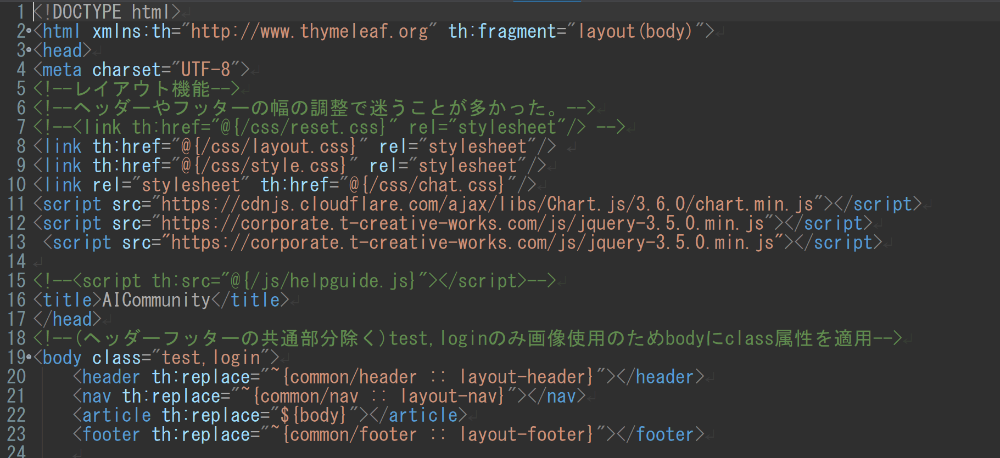 1 <!DOCTYPE html>
2 <html xmlns:th="http://www.thymeleaf.org" th:fragment="layout(body)">
3 <head>
4 <meta charset="UTF-8">
5 <!--レイアウト機能-->
6 <!--ヘッダーやフッターの幅の調整で迷うことが多かった。-->
7 <!--<link th:href="@{/css/reset.css}" rel="stylesheet"/> -->
8 <link th:href="@{/css/layout.css}" rel="stylesheet"/>
9 <link th:href="@{/css/style.css}" rel="stylesheet"/>
10 <link rel="stylesheet" th:href="@{/css/chat.css}"/>
11 <script src="https://cdnjs.cloudflare.com/ajax/libs/Chart.js/3.6.0/chart.min.js"></script>
12 <script src="https://corporate.t-creative-works.com/js/jquery-3.5.0.min.js"></script>
13  <script src="https://corporate.t-creative-works.com/js/jquery-3.5.0.min.js"></script>
14
15 <!--<script th:src="@{/js/helpguide.js}"></script>-->
16 <title>AICommunity</title>
17 </head>
18 <!--(ヘッダーフッターの共通部分除く)test,loginのみ画像使用のためbodyにclass属性を適用-->
19 <body class="test,login">
20     <header th:replace="~{common/header :: layout-header}"></header>
21     <nav th:replace="~{common/nav :: layout-nav}"></nav>
22     <article th:replace="${body}"></article>
23     <footer th:replace="~{common/footer :: layout-footer}"></footer>
24